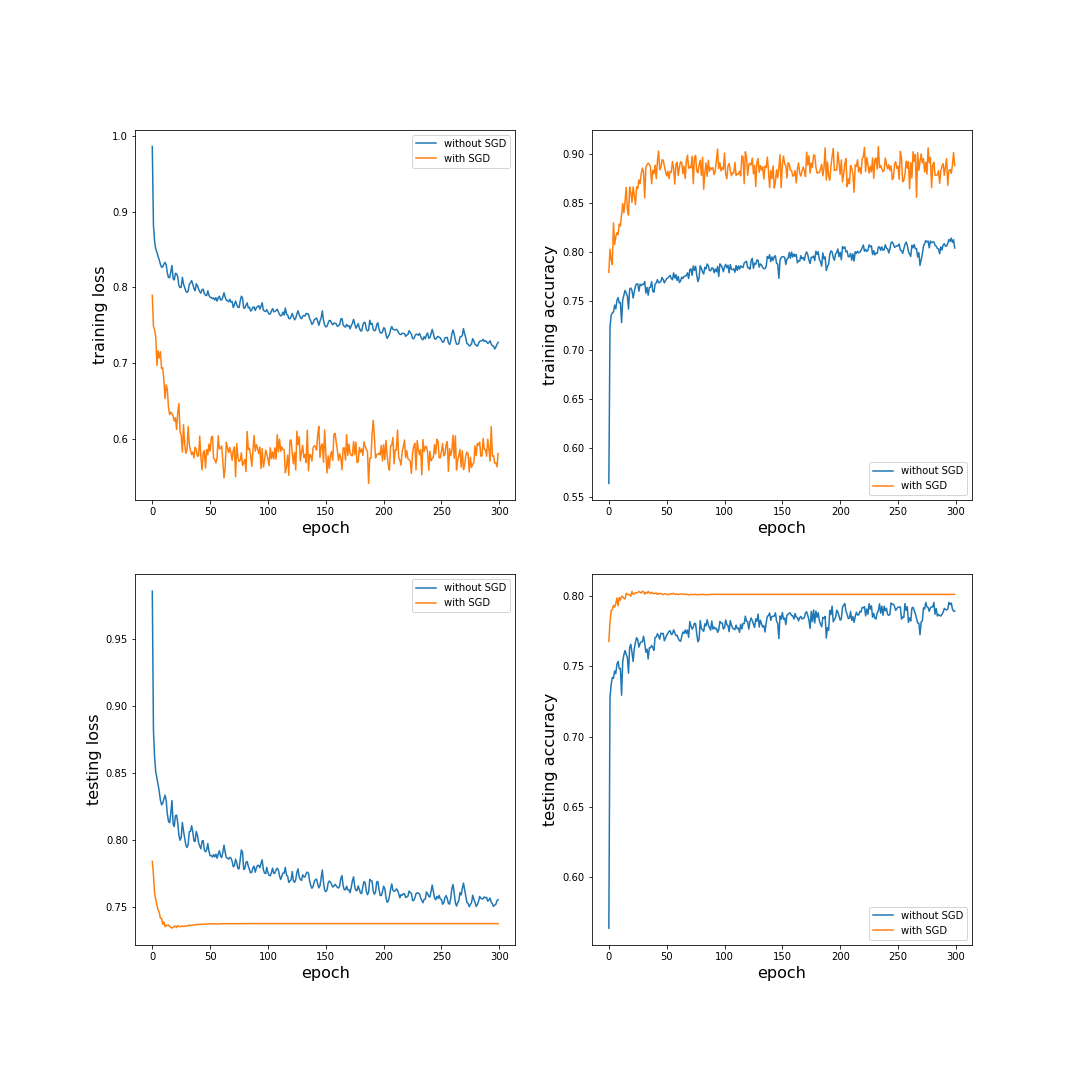 1.0
0.9
0.8
0.7
0.6
training loss
without SGD
with SGD
0 50 100 150 200 250 300
epoch
0.90
0.85
0.80
0.75
0.70
0.65
0.60
0.55
training accuracy
without SGD
with SGD
0 50 100 150 200 250 300
epoch
0.95
0.90
0.85
0.80
0.75
testing loss
without SGD
with SGD
0 50 100 150 200 250 300
epoch
0.80
0.75
0.70
0.65
0.60
testing accuracy
without SGD
with SGD
0 50 100 150 200 250 300
epoch